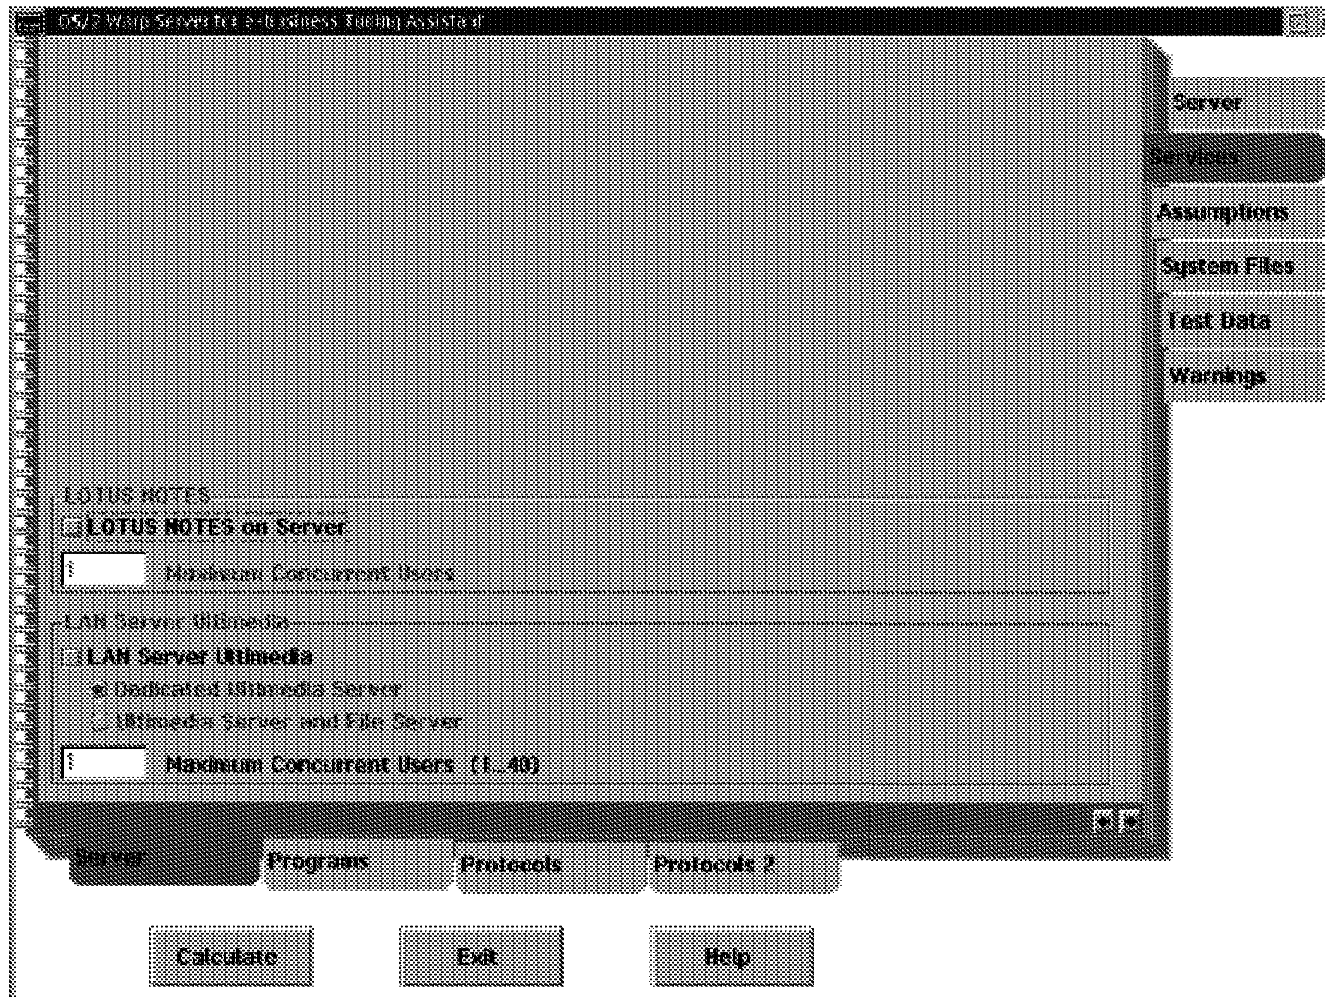 OS/2 Warp Server for e-business Tuning Assistant
Server
Services
Assumptions
System Files
Test Data
Warnings
LOTUS NOTES
LOTUS NOTES on Server
1 Maximum Concurrent Users
LAN Server Ultimedia
LAN Server Ultimedia
Dedicated Ultimedia Server
Ultimedia Server and File Server
1 Maximum Concurrent Users (1..40)
Server Programs Protocols Protocols 2
Calculate Exit Help